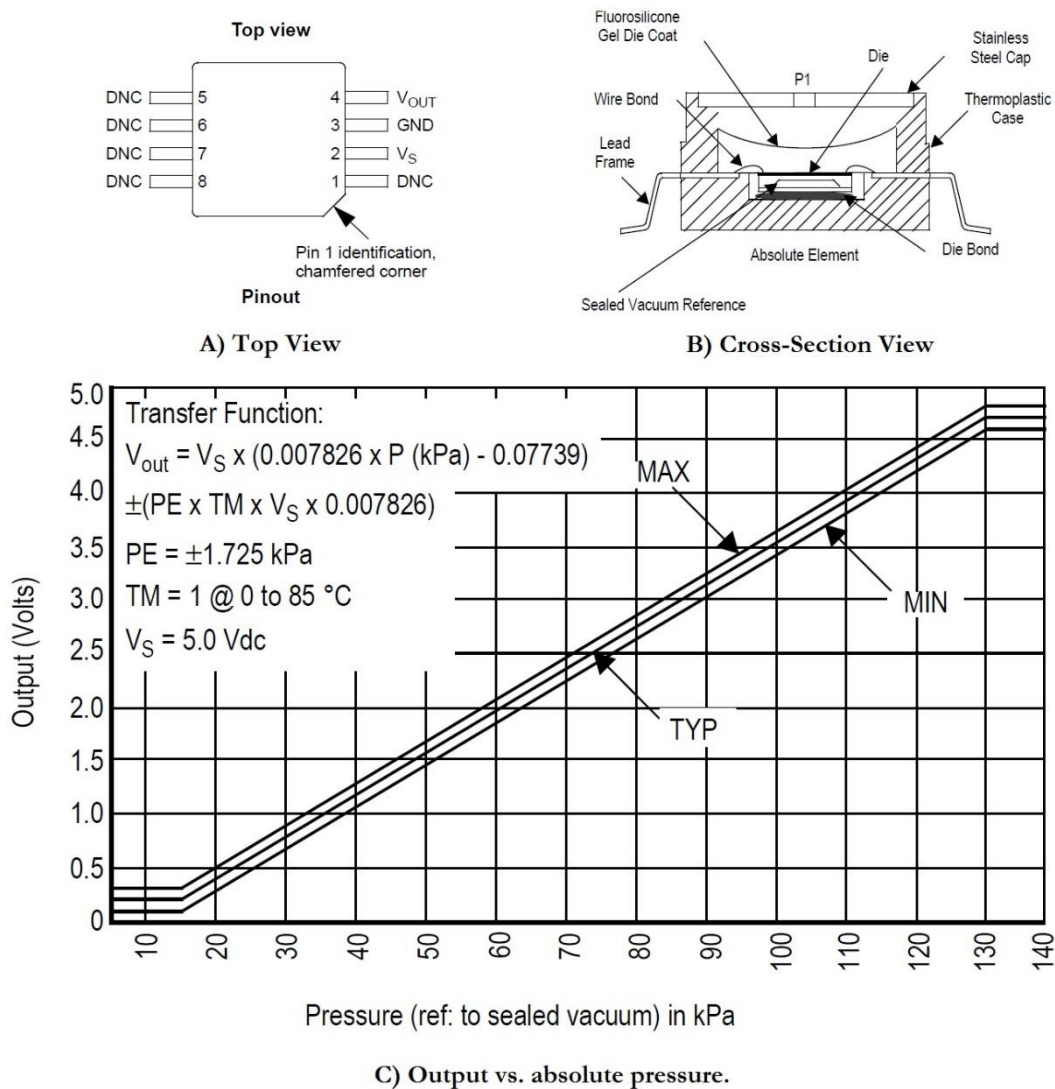 Top view
DNC 5 4 VOUT
DNC 6 3 GND
DNC 7 2 VS
DNC 8 1 DNC
Pin 1 identification,
chamfered corner
Pinout
A) Top View
Fluorosilicone
Gel Die Coat
Die
Stainless
Steel Cap
P1
Wire Bond
Thermoplastic
Case
Lead
Frame
Absolute Element
Die Bond
Sealed Vacuum
Reference
B) Cross-Section View
5.0
4.5
4.0
3.5
3.0
2.5
2.0
1.5
1.0
0.5
0
Output (Volts)
Transfer Function:
Vout = VS x (0.007826 x P (kPa) - 0.07739)
±(PE x TM x VS x 0.007826)
PE = ±1.725 kPa
TM = 1 @ 0 to 85 °C
VS = 5.0 Vdc
MAX
MIN
TYP
10 20 30 40 50 60 70 80 90 100 110 120 130 140
Pressure (ref: to sealed vacuum) in kPa
C) Output vs. absolute pressure.